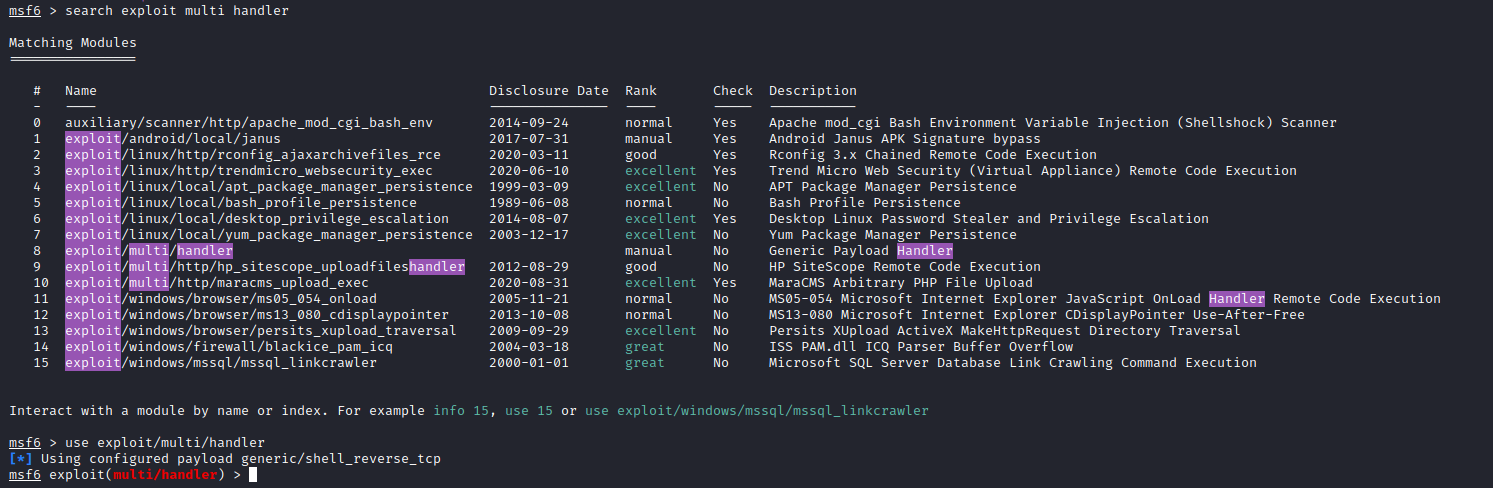 msf6 > search exploit multi handler
Matching Modules
================
#   Name                                                 Disclosure Date  Rank       Check  Description
-   ----                                                 ---------------  ----       -----  -----------
0   auxiliary/scanner/http/apache_mod_cgi_bash_env       2014-09-24       normal     Yes    Apache mod_cgi Bash Environment Variable Injection (Shellshock) Scanner
1   exploit/android/local/janus                          2017-07-31       manual     Yes    Android Janus APK Signature bypass
2   exploit/linux/http/rconfig_ajaxarchivefiles_rce      2020-03-11       good       Yes    Rconfig 3.x Chained Remote Code Execution
3   exploit/linux/http/trendmicro_websecurity_exec       2020-06-10       excellent  Yes    Trend Micro Web Security (Virtual Appliance) Remote Code Execution
4   exploit/linux/local/apt_package_manager_persistence  1999-03-09       excellent  No     APT Package Manager Persistence
5   exploit/linux/local/bash_profile_persistence         1989-06-08       normal     No     Bash Profile Persistence
6   exploit/linux/local/desktop_privilege_escalation     2014-08-07       excellent  Yes    Desktop Linux Password Stealer and Privilege Escalation
7   exploit/linux/local/yum_package_manager_persistence  2003-12-17       excellent  No     Yum Package Manager Persistence
8   exploit/multi/handler                                                 manual     No     Generic Payload Handler
9   exploit/multi/http/hp_sitescope_uploadfileshandler   2012-08-29       good       No     HP SiteScope Remote Code Execution
10  exploit/multi/http/maracms_upload_exec               2020-08-31       excellent  Yes    MaraCMS Arbitrary PHP File Upload
11  exploit/windows/browser/ms05_054_onload              2005-11-21       normal     No     MS05-054 Microsoft Internet Explorer JavaScript OnLoad Handler Remote Code Execution
12  exploit/windows/browser/ms13_080_cdisplaypointer     2013-10-08       normal     No     MS13-080 Microsoft Internet Explorer CDisplayPointer Use-After-Free
13  exploit/windows/browser/persits_xupload_traversal    2009-09-29       excellent  No     Persits XUpload ActiveX MakeHttpRequest Directory Traversal
14  exploit/windows/firewall/blackice_pam_icq            2004-03-18       great      No     ISS PAM.dll ICQ Parser Buffer Overflow
15  exploit/windows/mssql/mssql_linkcrawler              2000-01-01       great      No     Microsoft SQL Server Database Link Crawling Command Execution
Interact with a module by name or index. For example info 15, use 15 or use exploit/windows/mssql/mssql_linkcrawler
msf6 > use exploit/multi/handler
[*] Using configured payload generic/shell_reverse_tcp
msf6 exploit(multi/handler) >